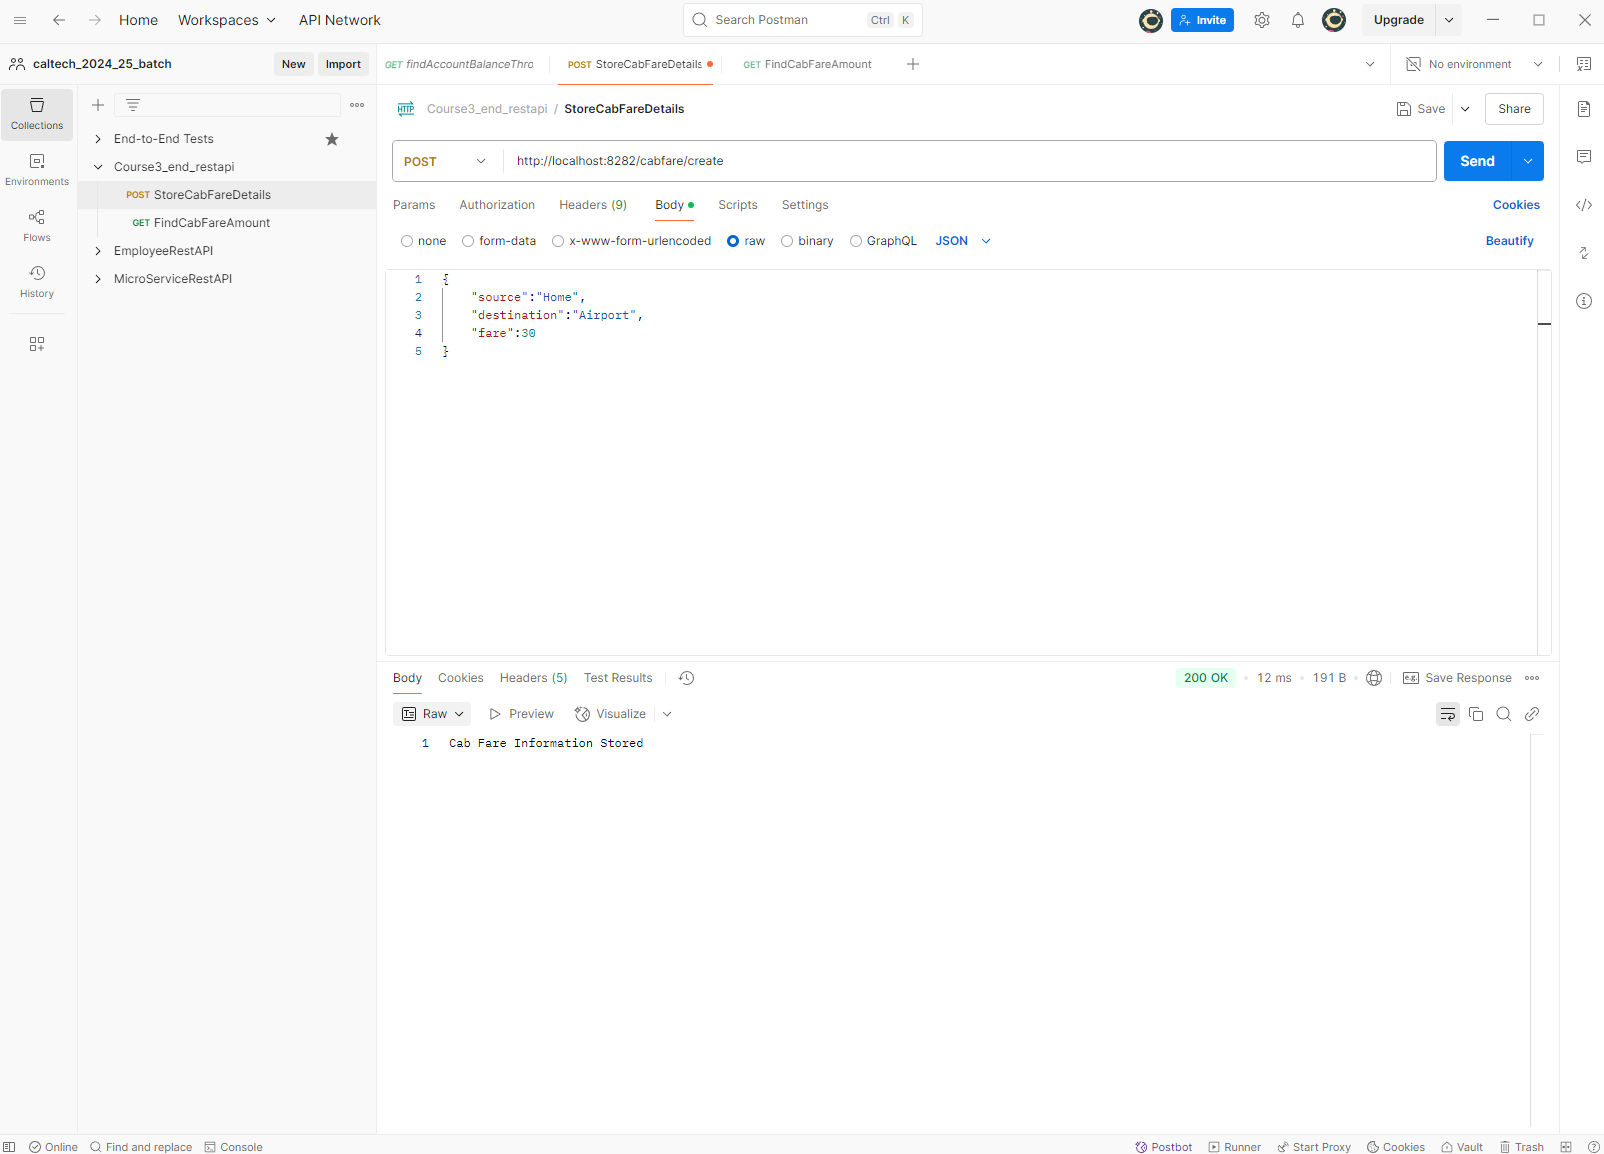 Home Workspaces API Network Search Postman Ctrl K Invite Upgrade
caltech_2024_25_batch New Import GET findAccountBalanceThro POST StoreCabFareDetails GET FindCabFareAmount No environment
Collections
Environments
Flows
History
End-to-End Tests
Course3_end_restapi
POST StoreCabFareDetails
GET FindCabFareAmount
EmployeeRestAPI
MicroServiceRestAPI
HTTP Course3_end_restapi / StoreCabFareDetails Save Share
POST http://localhost:8282/cabfare/create Send
Params Authorization Headers (9) Body Scripts Settings Cookies
none form-data x-www-form-urlencoded raw binary GraphQL JSON Beautify
1 {
2 "source":"Home",
3 "destination":"Airport",
4 "fare":30
5 }
Body Cookies Headers (5) Test Results 200 OK • 12 ms • 191 B • e.g. Save Response
Raw Preview Visualize
1 Cab Fare Information Stored
Online Find and replace Console Postbot Runner Start Proxy Cookies Vault Trash